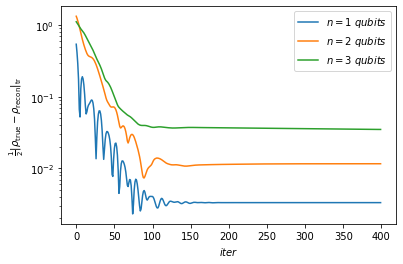 n = 1 qubits
n = 2 qubits
n = 3 qubits
10⁰
10⁻¹
10⁻²
½|ρtrue − ρrecon|tr
0 50 100 150 200 250 300 350 400
iter